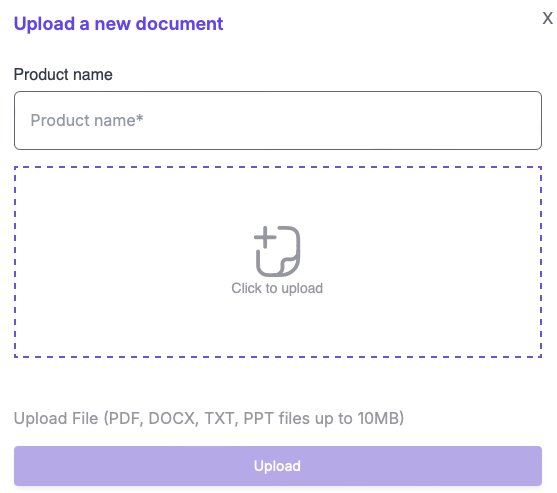 Upload a new document
X
Product name
Product name*
Click to upload
Upload File (PDF, DOCX, TXT, PPT files up to 10MB)
Upload